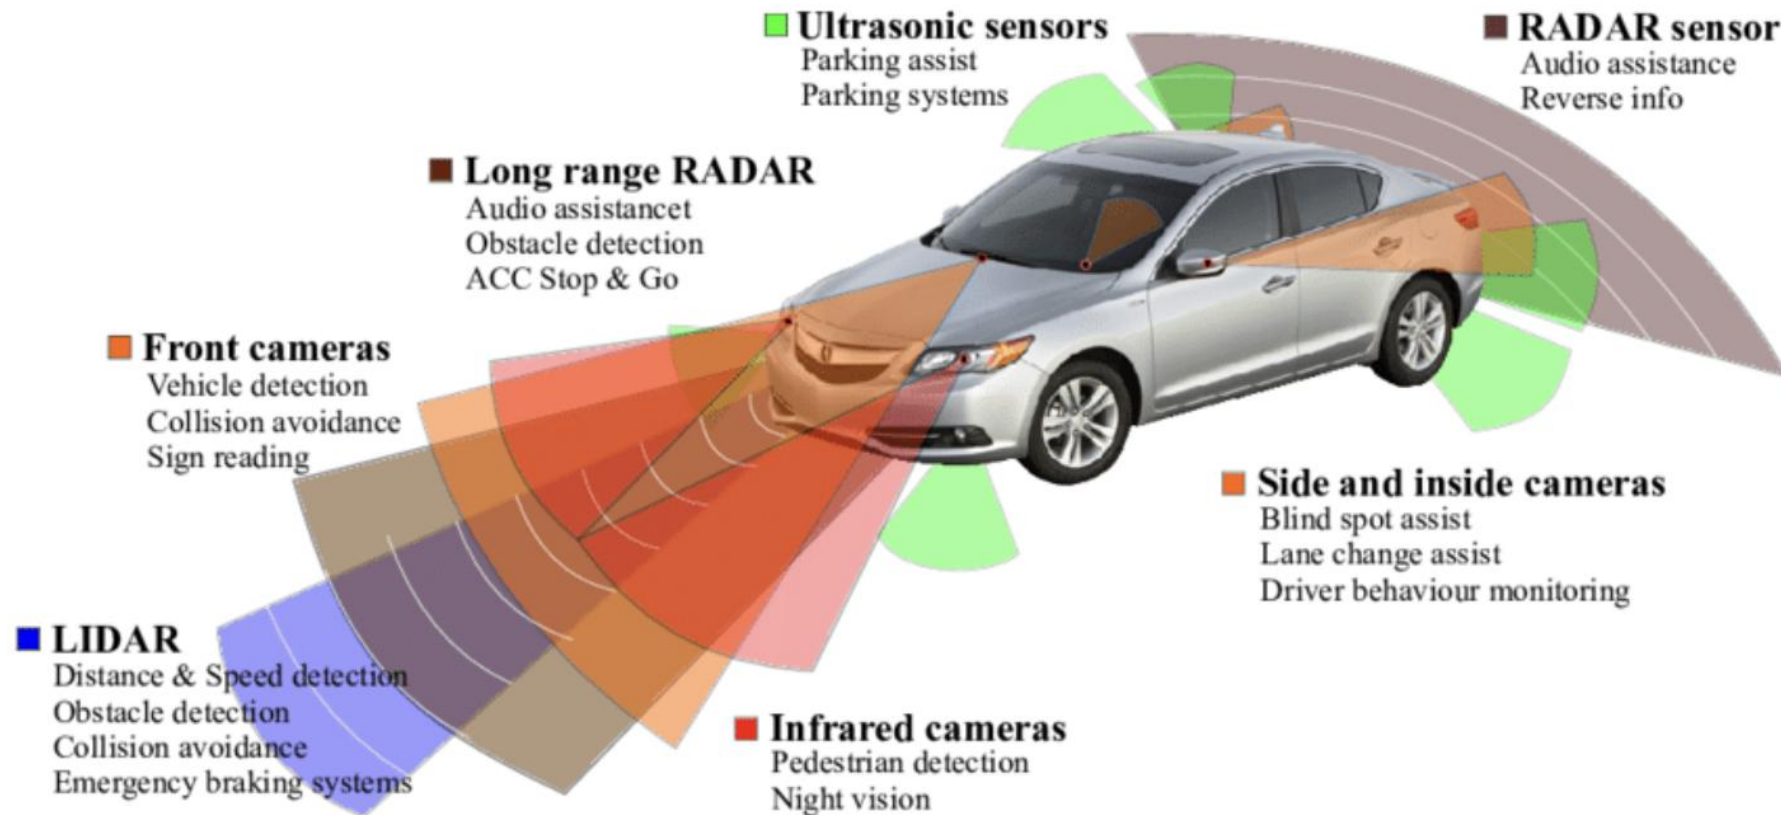 Ultrasonic sensors
Parking assist
Parking systems
RADAR sensor
Audio assistance
Reverse info
Long range RADAR
Audio assistancet
Obstacle detection
ACC Stop & Go
Front cameras
Vehicle detection
Collision avoidance
Sign reading
Side and inside cameras
Blind spot assist
Lane change assist
Driver behaviour monitoring
LIDAR
Distance & Speed detection
Obstacle detection
Collision avoidance
Emergency braking systems
Infrared cameras
Pedestrian detection
Night vision